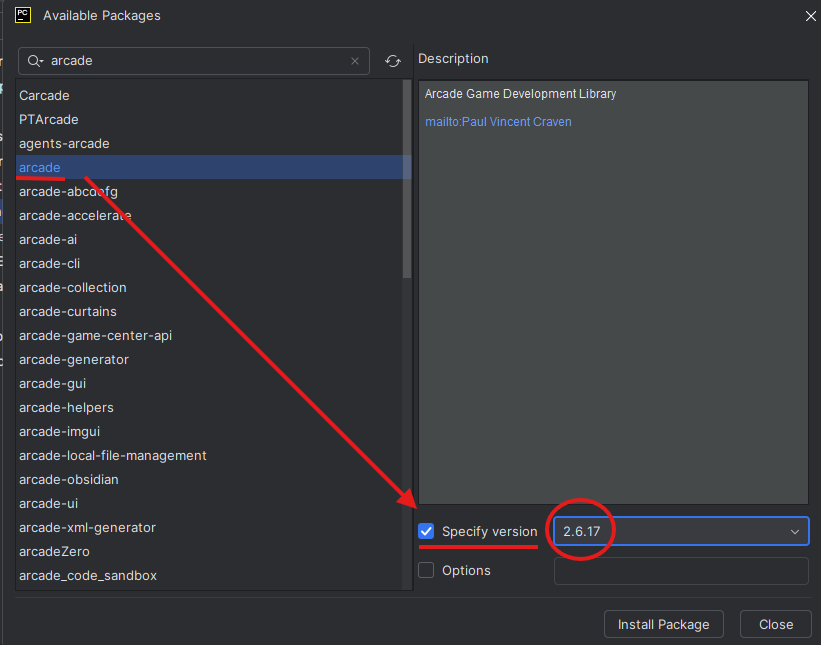 PC
Available Packages
arcade
Description
Carcade
PTArcade
agents-arcade
arcade
arcade-abcdefg
arcade-accelerate
arcade-ai
arcade-cli
arcade-collection
arcade-curtains
arcade-game-center-api
arcade-generator
arcade-gui
arcade-helpers
arcade-imgui
arcade-local-file-management
arcade-obsidian
arcade-ui
arcade-xml-generator
arcadeZero
arcade_code_sandbox
Arcade Game Development Library
mailto:Paul Vincent Craven
Specify version
2.6.17
Options
Install Package
Close